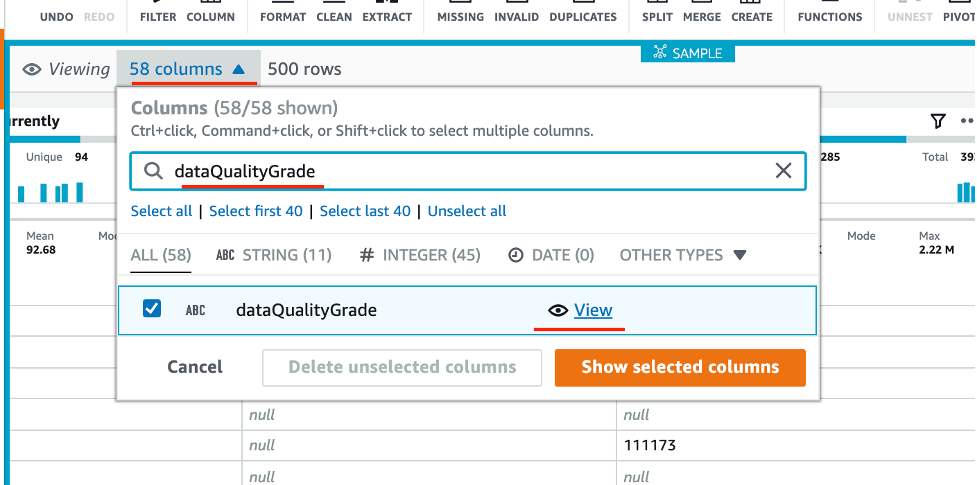 UNDO REDO FILTER COLUMN FORMAT CLEAN EXTRACT MISSING INVALID DUPLICATES SPLIT MERGE CREATE FUNCTIONS UNNEST PIVOT
SAMPLE
Viewing 58 columns ▲ 500 rows
Columns (58/58 shown)
Ctrl+click, Command+click, or Shift+click to select multiple columns.
rrently
Unique 94
285
Total
dataQualityGrade
Select all | Select first 40 | Select last 40 | Unselect all
Mean
92.68
Mode
Max
2.22 M
ALL (58) ABC STRING (11) # INTEGER (45) DATE (0) OTHER TYPES ▼
ABC dataQualityGrade View
Cancel Delete unselected columns Show selected columns
null null
null 111173
null null